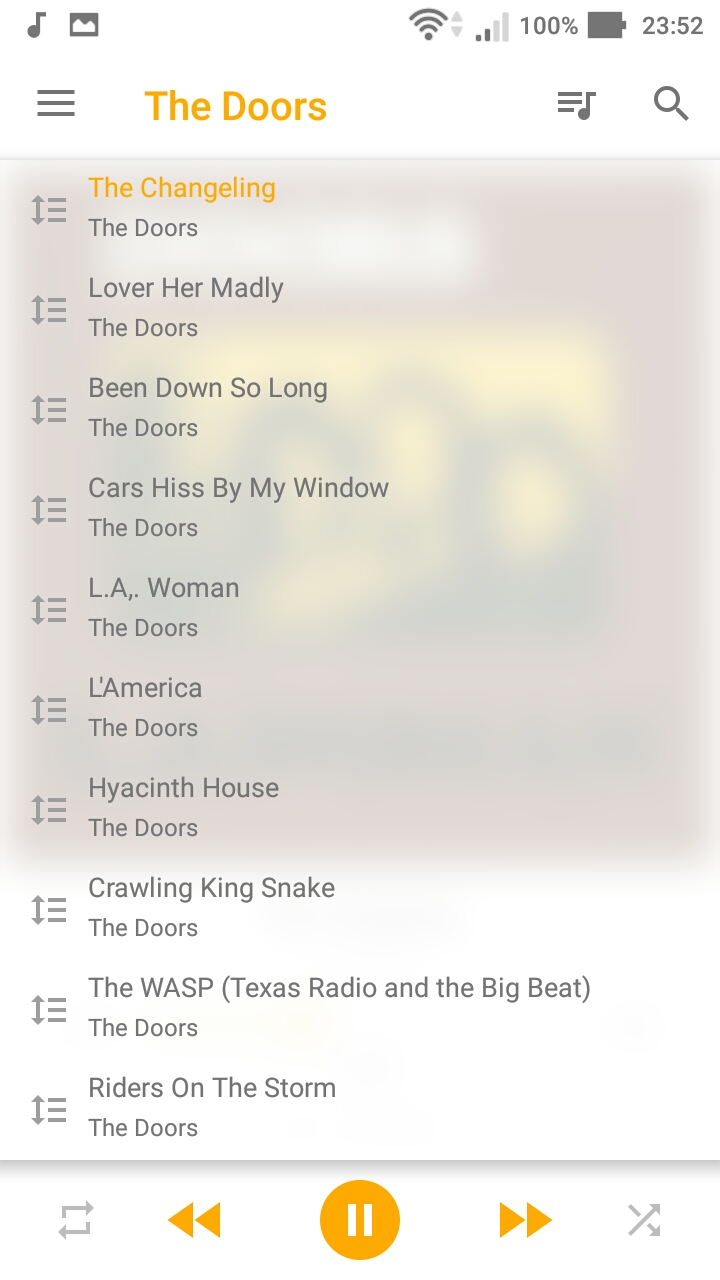 100% 23:52
The Doors
The Changeling
The Doors
Lover Her Madly
The Doors
Been Down So Long
The Doors
Cars Hiss By My Window
The Doors
L.A,. Woman
The Doors
L'America
The Doors
Hyacinth House
The Doors
Crawling King Snake
The Doors
The WASP (Texas Radio and the Big Beat)
The Doors
Riders On The Storm
The Doors